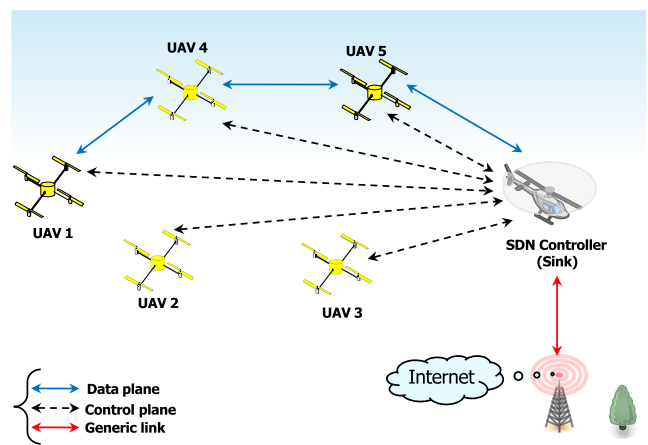 UAV 4
UAV 5
UAV 1
UAV 2
UAV 3
SDN Controller
(Sink)
Internet
Data plane
Control plane
Generic link